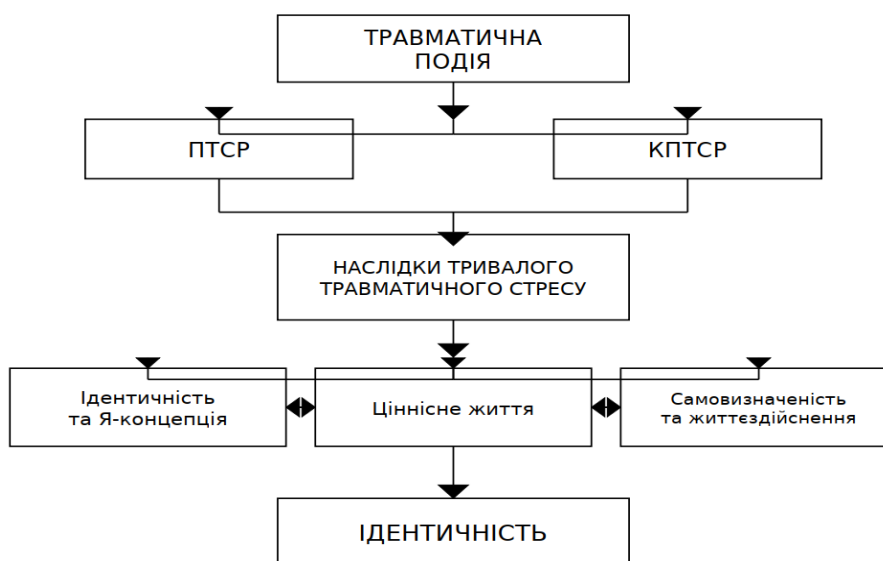 ТРАВМАТИЧНА
ПОДІЯ
ПТСР
КПТСР
НАСЛІДКИ ТРИВАЛОГО
ТРАВМАТИЧНОГО СТРЕСУ
Ідентичність
та Я-концепція
Ціннісне життя
Самовизначеність
та життєздійснення
ІДЕНТИЧНІСТЬ